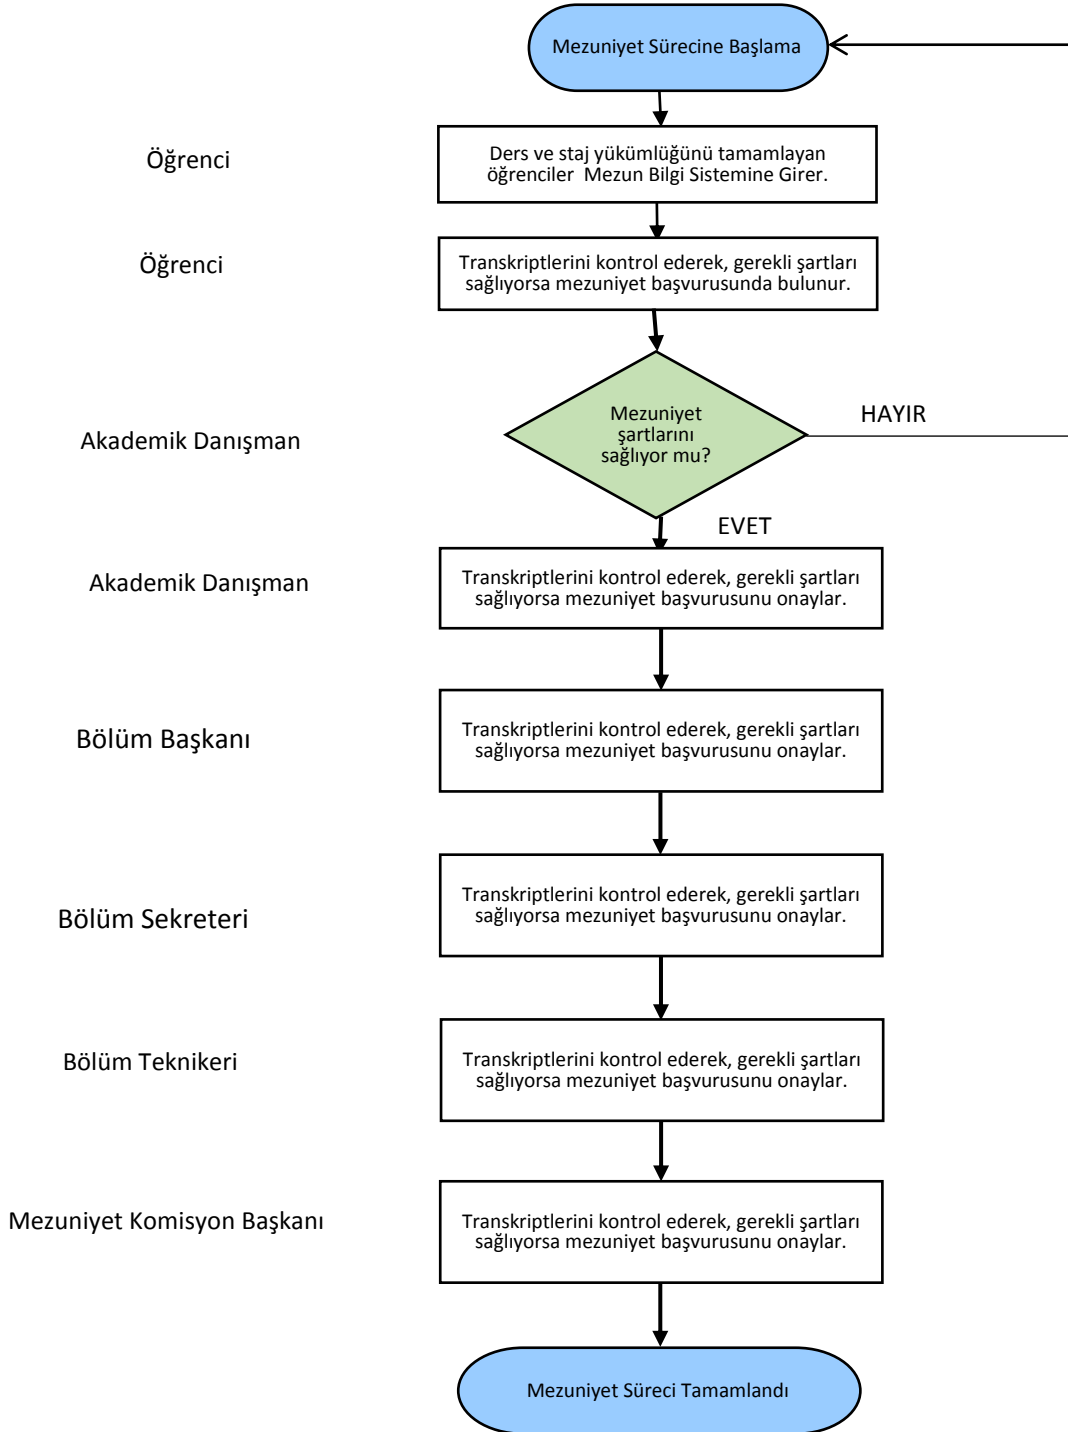 Mezuniyet Sürecine Başlama
Öğrenci
Ders ve staj yükümlüğünü tamamlayan
öğrenciler  Mezun Bilgi Sistemine Girer.
Öğrenci
Transkriptlerini kontrol ederek, gerekli şartları
sağlıyorsa mezuniyet başvurusunda bulunur.
Akademik Danışman
Mezuniyet
şartlarını
sağlıyor mu?
HAYIR
EVET
Akademik Danışman
Transkriptlerini kontrol ederek, gerekli şartları
sağlıyorsa mezuniyet başvurusunu onaylar.
Bölüm Başkanı
Transkriptlerini kontrol ederek, gerekli şartları
sağlıyorsa mezuniyet başvurusunu onaylar.
Bölüm Sekreteri
Transkriptlerini kontrol ederek, gerekli şartları
sağlıyorsa mezuniyet başvurusunu onaylar.
Bölüm Teknikeri
Transkriptlerini kontrol ederek, gerekli şartları
sağlıyorsa mezuniyet başvurusunu onaylar.
Mezuniyet Komisyon Başkanı
Transkriptlerini kontrol ederek, gerekli şartları
sağlıyorsa mezuniyet başvurusunu onaylar.
Mezuniyet Süreci Tamamlandı